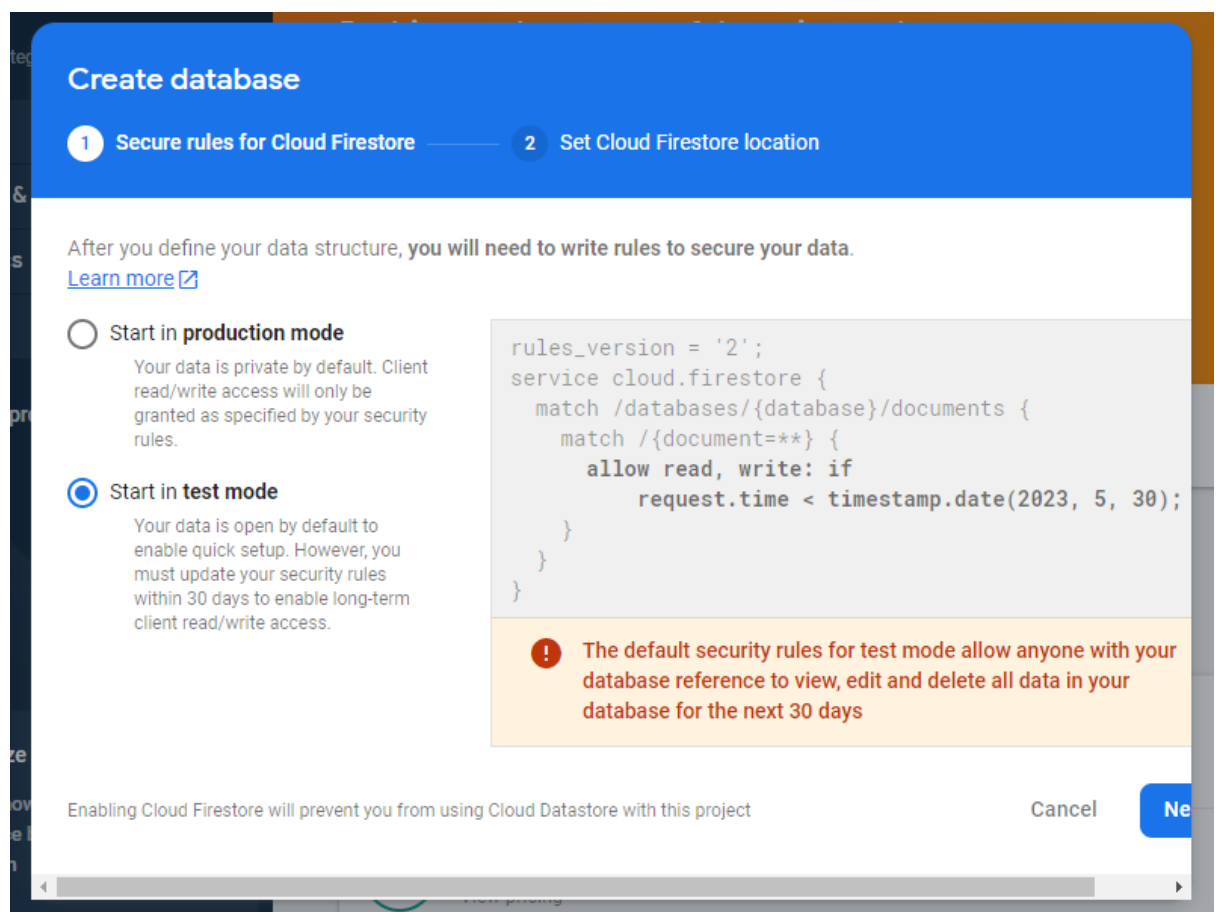 Create database
1 Secure rules for Cloud Firestore
2 Set Cloud Firestore location
After you define your data structure, you will need to write rules to secure your data.
Learn more
Start in production mode
Your data is private by default. Client
read/write access will only be
granted as specified by your security
rules.
Start in test mode
Your data is open by default to
enable quick setup. However, you
must update your security rules
within 30 days to enable long-term
client read/write access.
rules_version = '2';
service cloud.firestore {
match /databases/{database}/documents {
match /{document=**} {
allow read, write: if
request.time < timestamp.date(2023, 5, 30);
}
}
}
! The default security rules for test mode allow anyone with your
database reference to view, edit and delete all data in your
database for the next 30 days
Enabling Cloud Firestore will prevent you from using Cloud Datastore with this project
Cancel
Ne
&